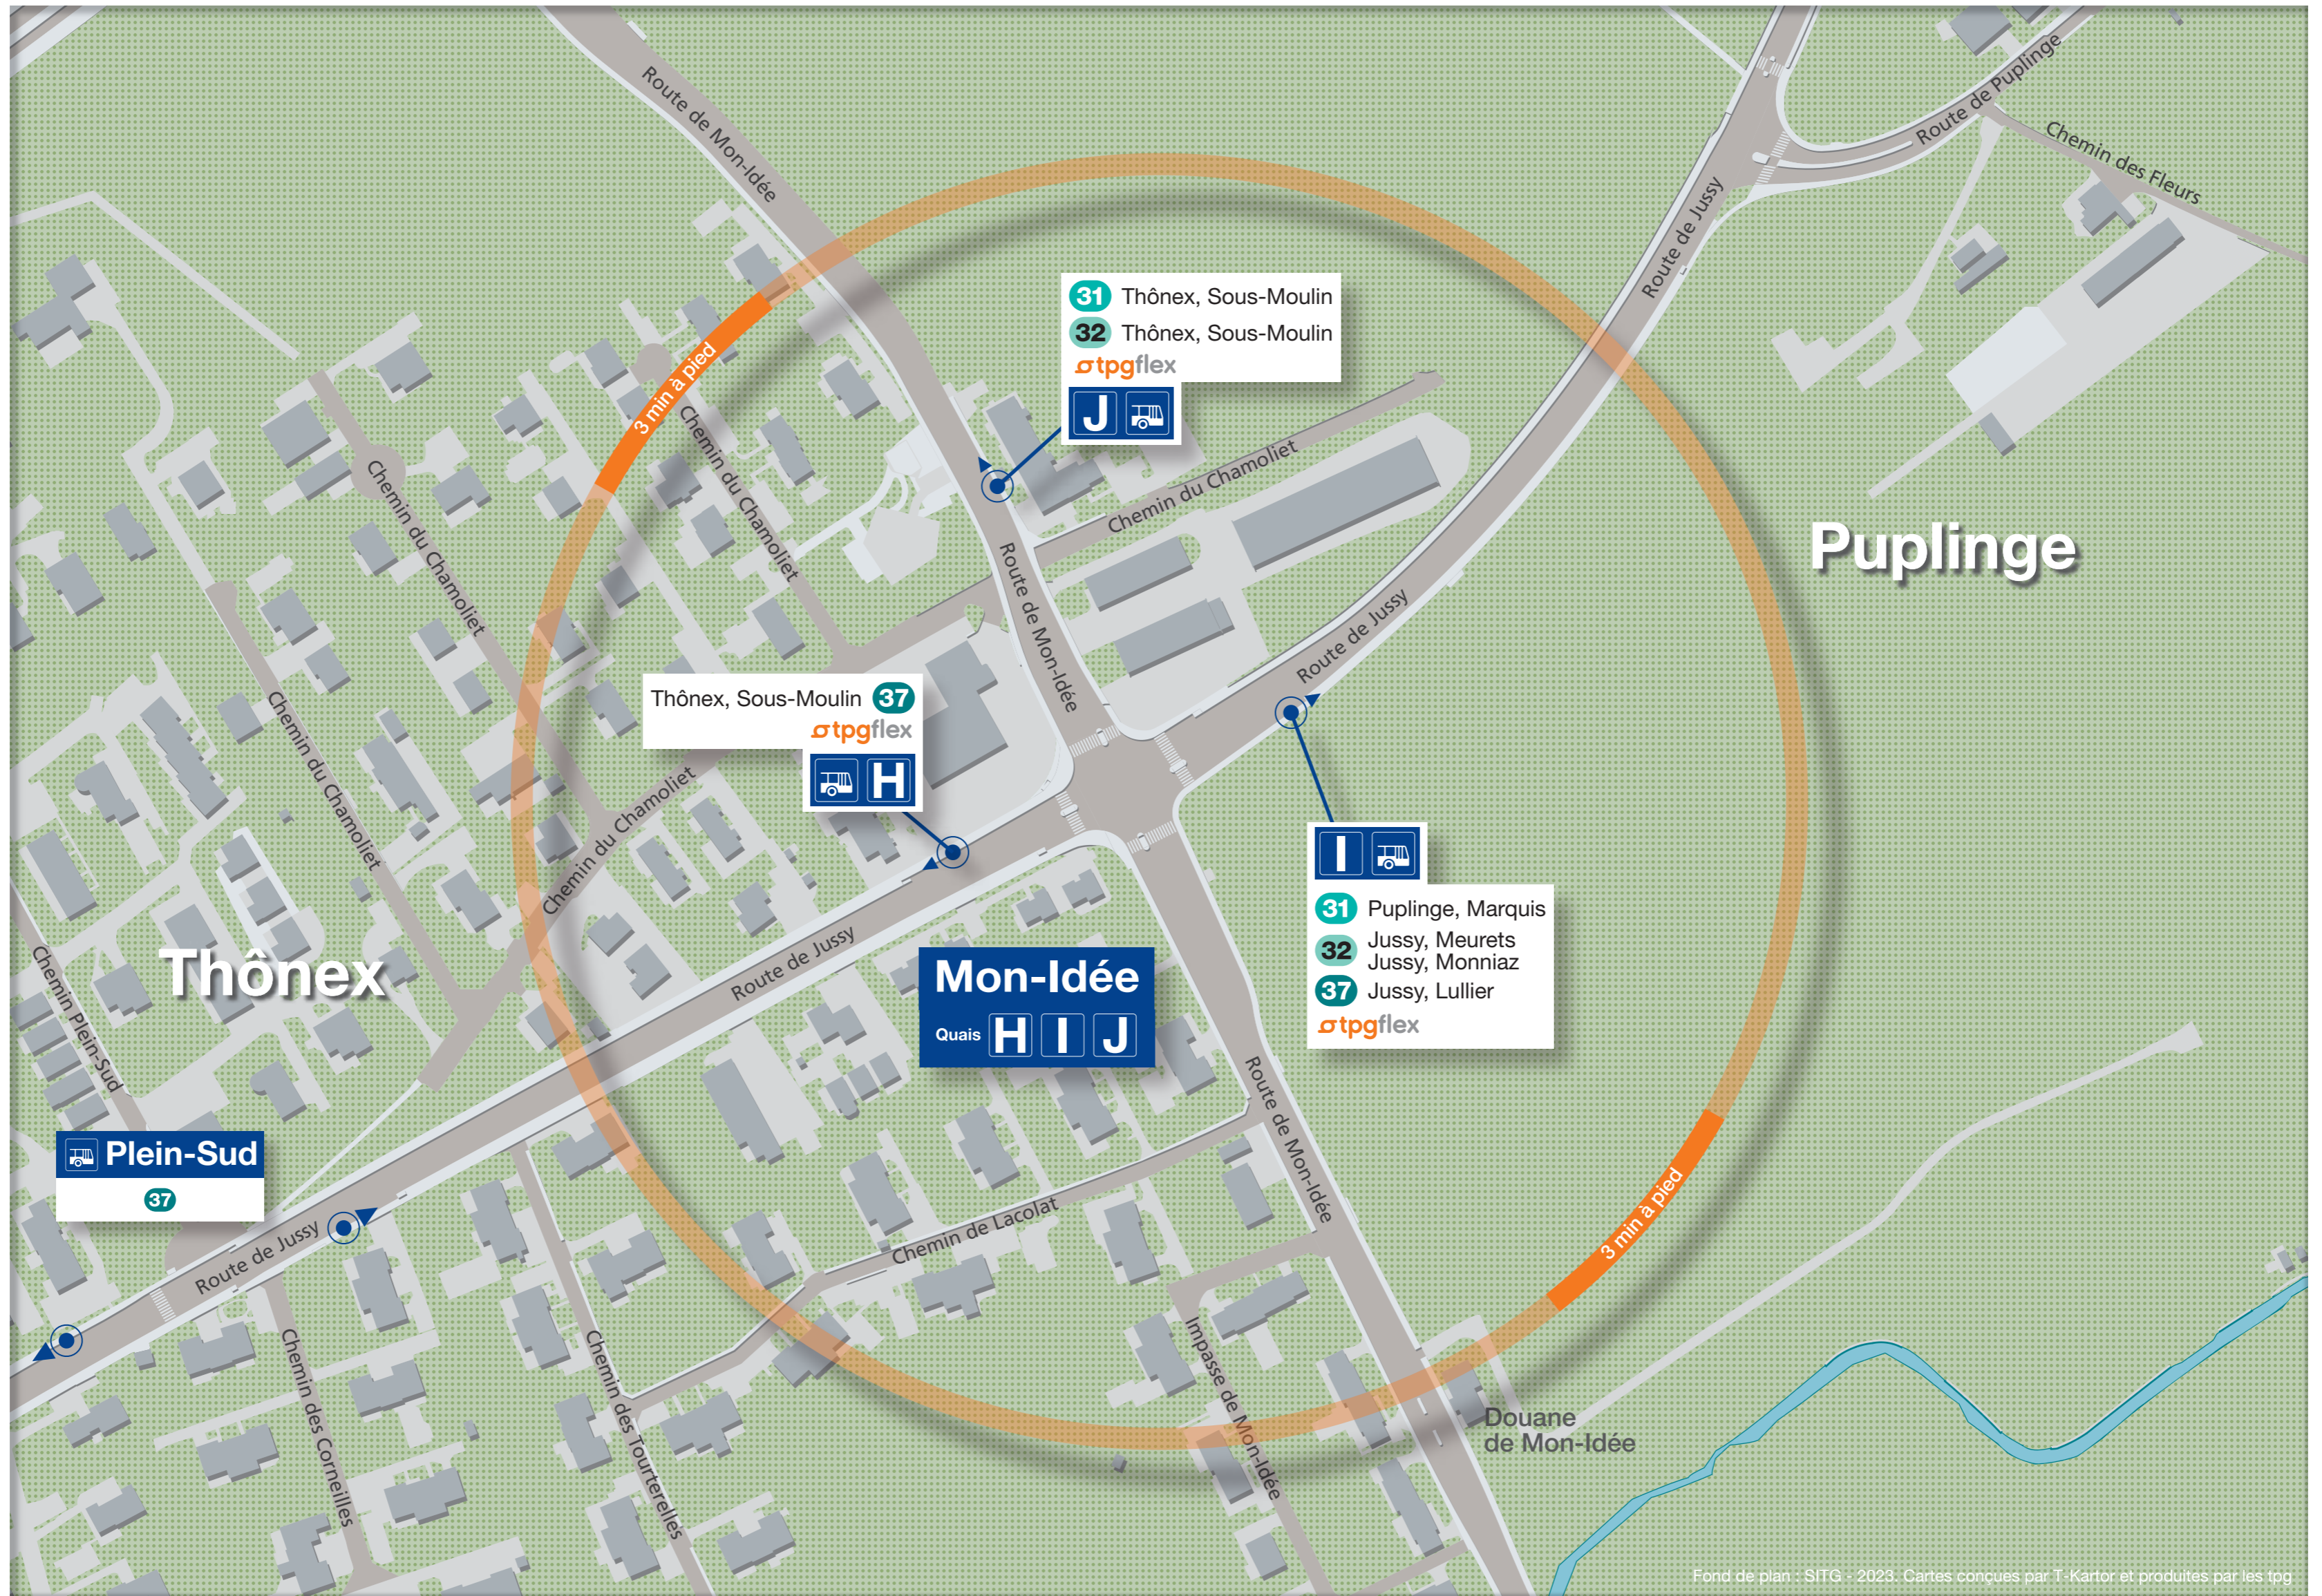 Route de Mon-Idée
Route de Puplinge
Chemin des Fleurs
Route de Jussy
31 Thônex, Sous-Moulin
32 Thônex, Sous-Moulin
tpgflex
J
3 min à pied
Chemin du Chamoliet
Chemin du Chamoliet
Chemin du Chamoliet
Route de Mon-Idée
Puplinge
Route de Jussy
Thônex, Sous-Moulin 37
tpgflex
H
Chemin du Chamoliet
Chemin du Chamoliet
I
31 Puplinge, Marquis
32 Jussy, Meurets
Jussy, Monniaz
37 Jussy, Lullier
tpgflex
Thônex
Chemin Plein-Sud
Route de Jussy
Mon-Idée
Quais H I J
Route de Mon-Idée
Plein-Sud
37
Route de Jussy
Chemin de Lacolat
3 min à pied
Chemin des Corneilles
Chemin des Tourterelles
Impasse de Mon-Idée
Douane
de Mon-Idée
Fond de plan : SITG - 2023. Cartes conçues par T-Kartor et produites par les tpg